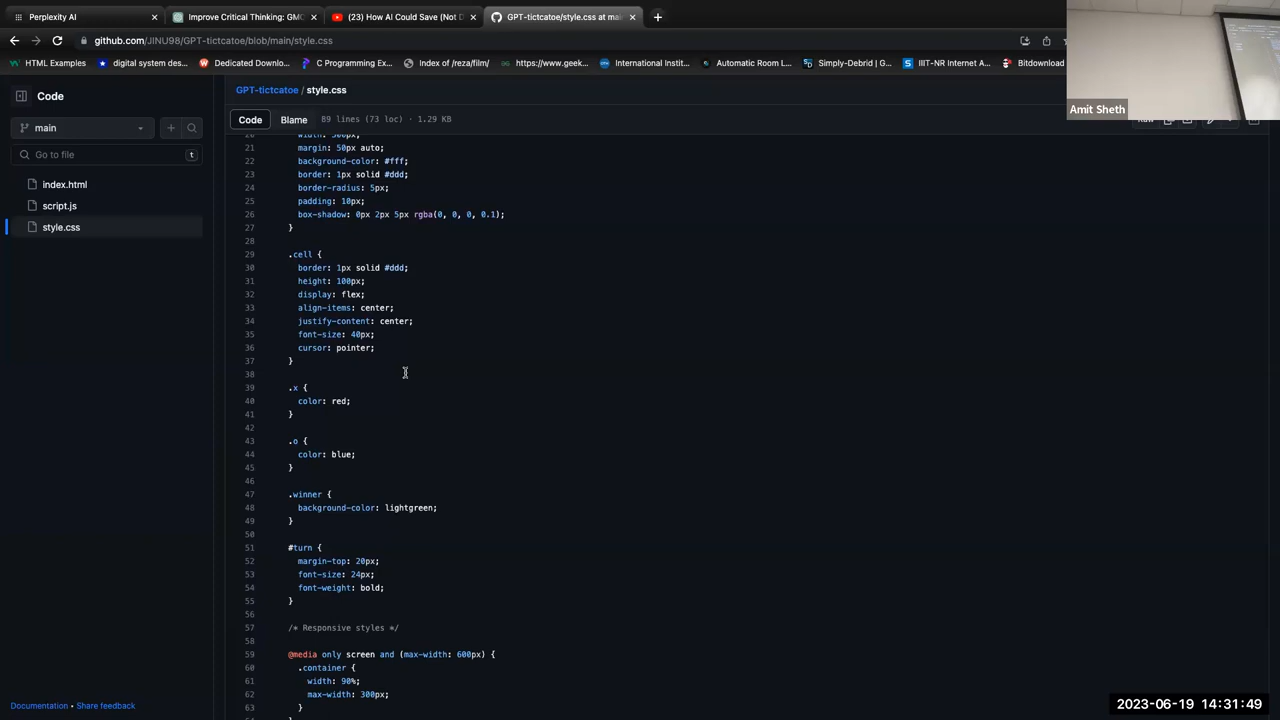 Perplexity AI
Improve Critical Thinking: GMC
(23) How AI Could Save (Not D
GPT-tictcatoe/style.css at mai
github.com/JINU98/GPT-tictcatoe/blob/main/style.css
HTML Examples
digital system des...
Dedicated Downlo...
C Programming Ex...
Index of /reza/film/
https://www.geek...
International Instit...
Automatic Room L...
Simply-Debrid | G...
IIIT-NR Internet A...
Bitdownload
Amit Sheth
Code
GPT-tictcatoe / style.css
main
Code
Blame
89 lines (73 loc) · 1.29 KB
Go to file
t
index.html
script.js
style.css
21 margin: 50px auto;
22 background-color: #fff;
23 border: 1px solid #ddd;
24 border-radius: 5px;
25 padding: 10px;
26 box-shadow: 0px 2px 5px rgba(0, 0, 0, 0.1);
27 }
28
29 .cell {
30 border: 1px solid #ddd;
31 height: 100px;
32 display: flex;
33 align-items: center;
34 justify-content: center;
35 font-size: 40px;
36 cursor: pointer;
37 }
38
39 .x {
40 color: red;
41 }
42
43 .o {
44 color: blue;
45 }
46
47 .winner {
48 background-color: lightgreen;
49 }
50
51 #turn {
52 margin-top: 20px;
53 font-size: 24px;
54 font-weight: bold;
55 }
56
57 /* Responsive styles */
58
59 @media only screen and (max-width: 600px) {
60 .container {
61 width: 90%;
62 max-width: 300px;
63 }
Documentation • Share feedback
2023-06-19 14:31:49